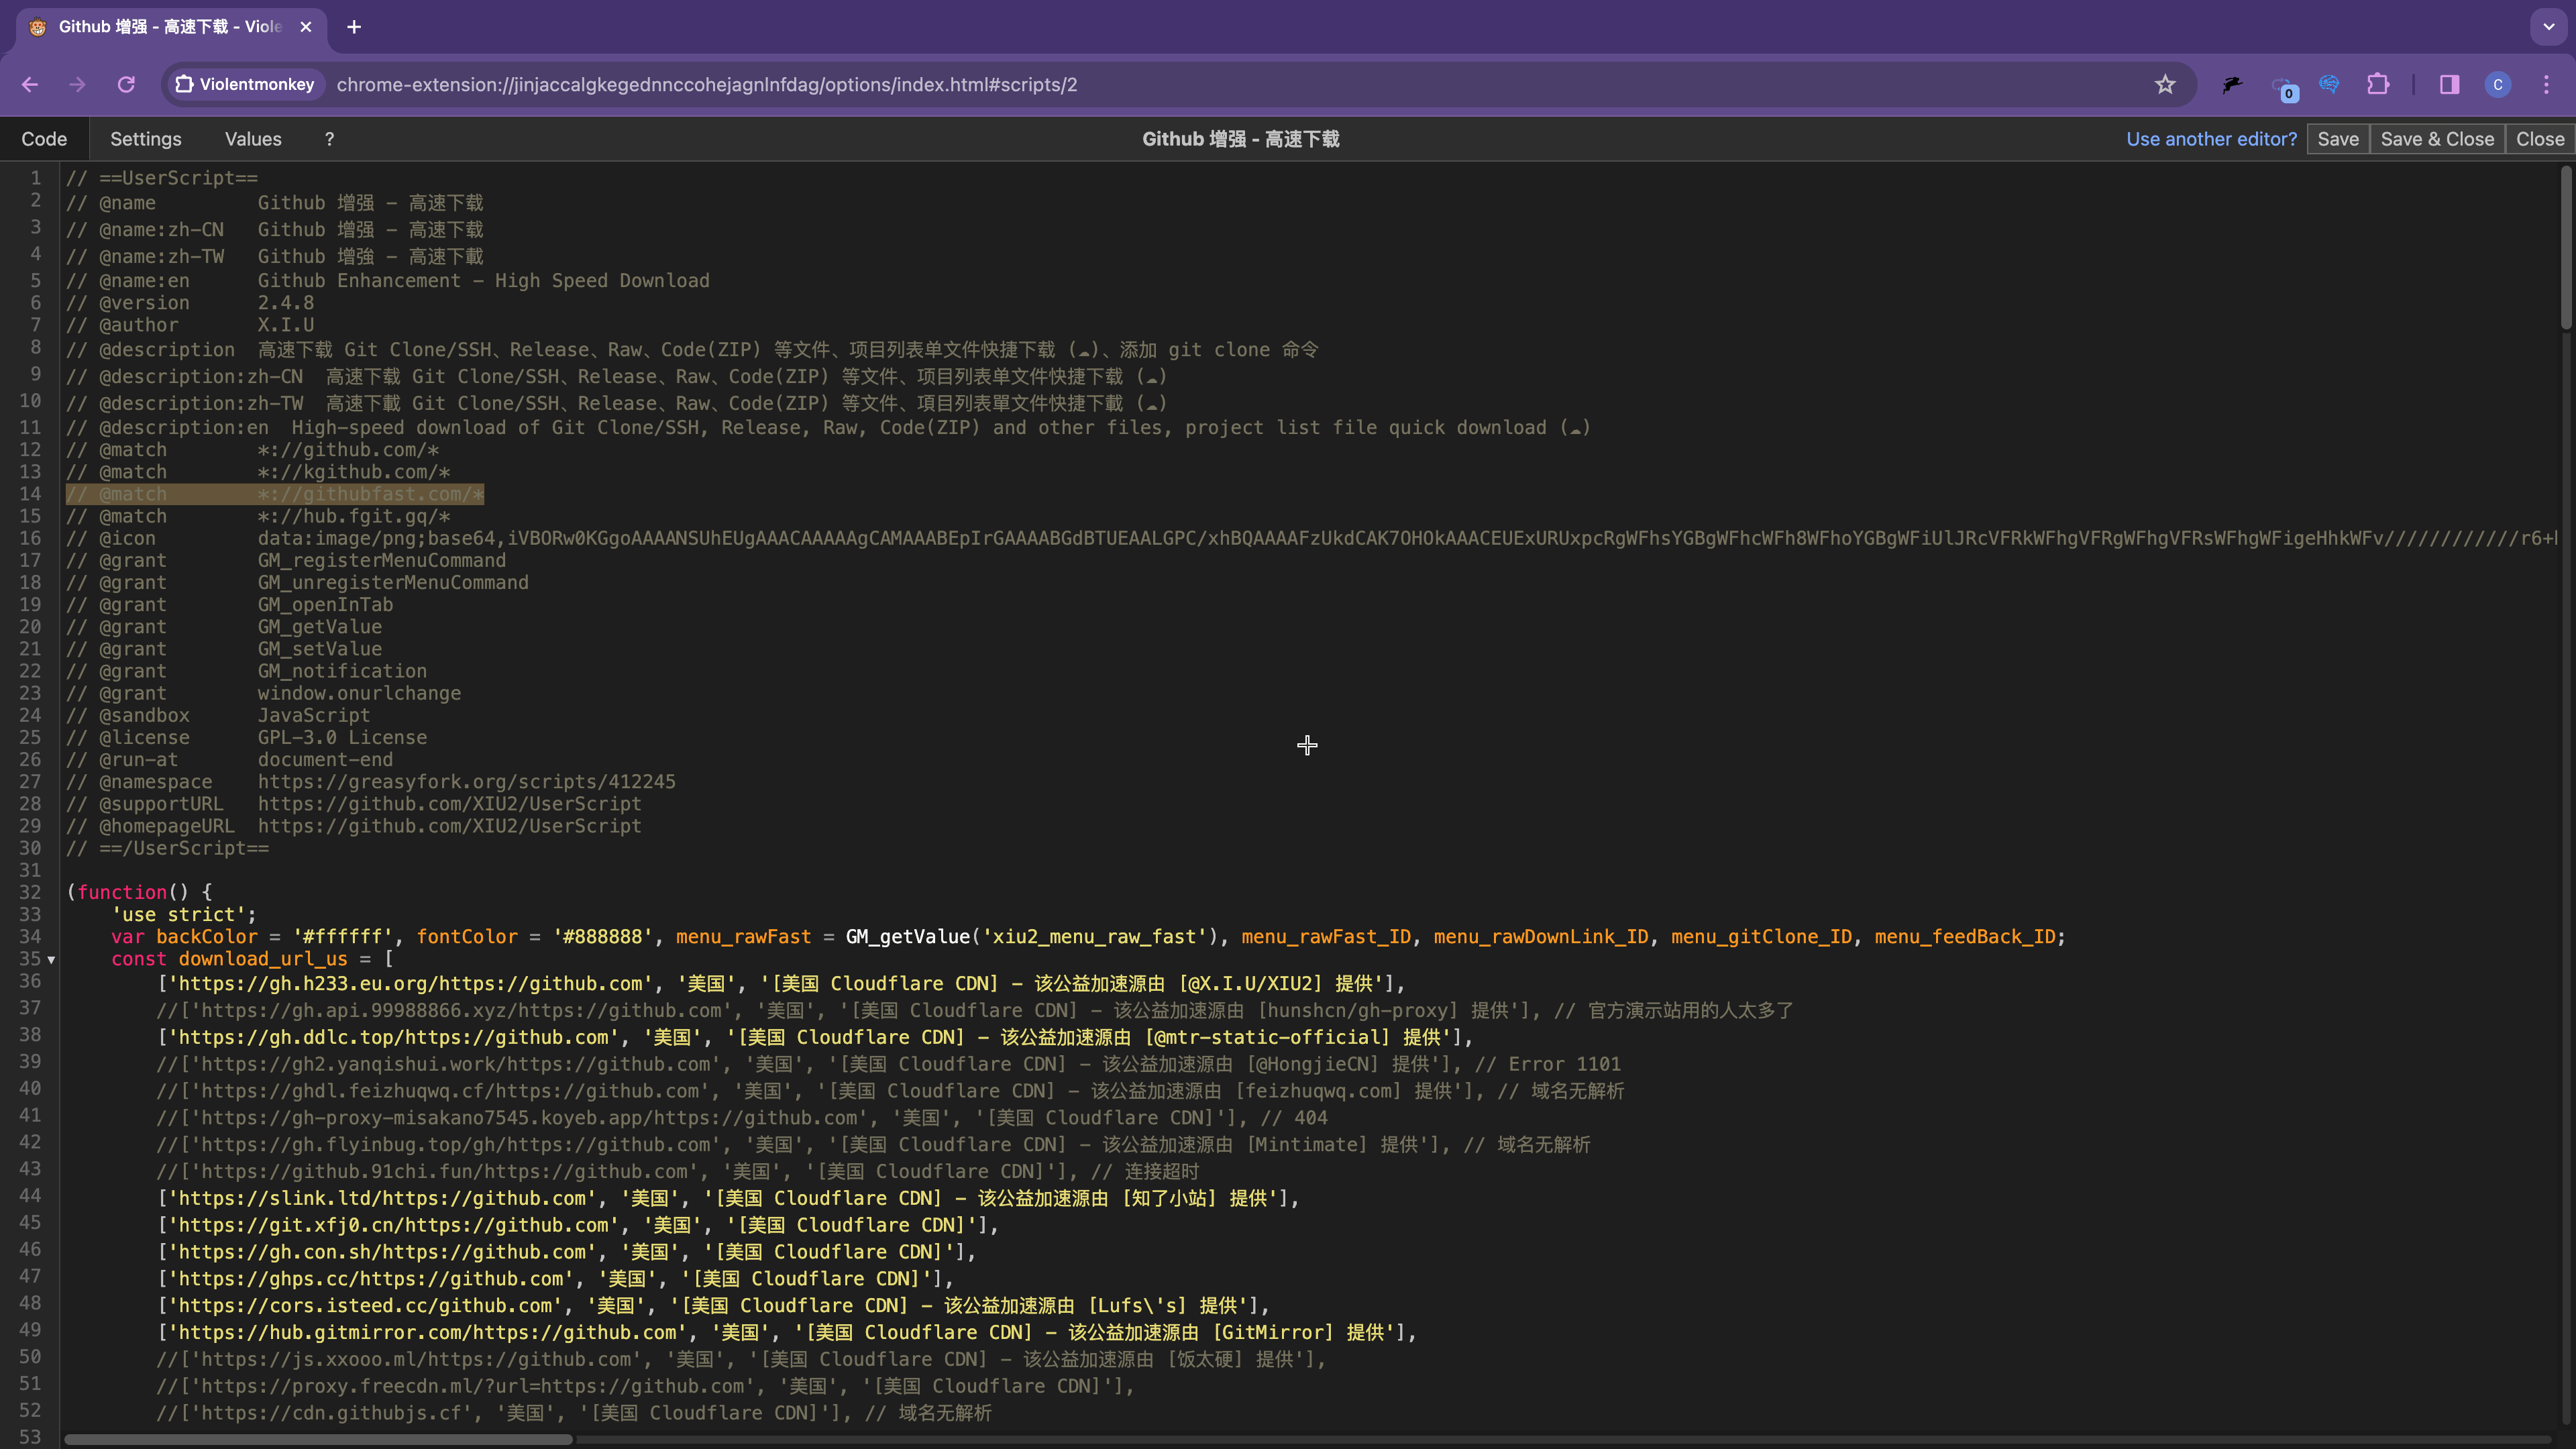 Github 增强 - 高速下载 - Viole
Violentmonkey chrome-extension://jinjaccalgkegednnccohejagnlnfdag/options/index.html#scripts/2 0 C
Code Settings Values ? Github 增强 - 高速下载 Use another editor? Save Save & Close Close
1 // ==UserScript==
2 // @name Github 增强 - 高速下载
3 // @name:zh-CN Github 增强 - 高速下载
4 // @name:zh-TW Github 增強 - 高速下載
5 // @name:en Github Enhancement - High Speed Download
6 // @version 2.4.8
7 // @author X.I.U
8 // @description 高速下载 Git Clone/SSH、Release、Raw、Code(ZIP) 等文件、项目列表单文件快捷下载 (☁)、添加 git clone 命令
9 // @description:zh-CN 高速下载 Git Clone/SSH、Release、Raw、Code(ZIP) 等文件、项目列表单文件快捷下载 (☁)
10 // @description:zh-TW 高速下載 Git Clone/SSH、Release、Raw、Code(ZIP) 等文件、項目列表單文件快捷下載 (☁)
11 // @description:en High-speed download of Git Clone/SSH, Release, Raw, Code(ZIP) and other files, project list file quick download (☁)
12 // @match *://github.com/*
13 // @match *://kgithub.com/*
14 // @match *://githubfast.com/*
15 // @match *://hub.fgit.gq/*
16 // @icon data:image/png;base64,iVBORw0KGgoAAAANSUhEUgAAACAAAAAgCAMAAABEpIrGAAAABGdBTUEAALGPC/xhBQAAAAFzUkdCAK7OHOkAAACEUExURUxpcRgWFhsYGBgWFhcWFh8WFhoYGBgWFiUlJRcVFRkWFhgVFRgWFhgVFRsWFhgWFigeHhkWFv////////////r6+
17 // @grant GM_registerMenuCommand
18 // @grant GM_unregisterMenuCommand
19 // @grant GM_openInTab
20 // @grant GM_getValue
21 // @grant GM_setValue
22 // @grant GM_notification
23 // @grant window.onurlchange
24 // @sandbox JavaScript
25 // @license GPL-3.0 License
26 // @run-at document-end
27 // @namespace https://greasyfork.org/scripts/412245
28 // @supportURL https://github.com/XIU2/UserScript
29 // @homepageURL https://github.com/XIU2/UserScript
30 // ==/UserScript==
31
32 (function() {
33 'use strict';
34 var backColor = '#ffffff', fontColor = '#888888', menu_rawFast = GM_getValue('xiu2_menu_raw_fast'), menu_rawFast_ID, menu_rawDownLink_ID, menu_gitClone_ID, menu_feedBack_ID;
35 const download_url_us = [
36 ['https://gh.h233.eu.org/https://github.com', '美国', '[美国 Cloudflare CDN] - 该公益加速源由 [@X.I.U/XIU2] 提供'],
37 //['https://gh.api.99988866.xyz/https://github.com', '美国', '[美国 Cloudflare CDN] - 该公益加速源由 [hunshcn/gh-proxy] 提供'], // 官方演示站用的人太多了
38 ['https://gh.ddlc.top/https://github.com', '美国', '[美国 Cloudflare CDN] - 该公益加速源由 [@mtr-static-official] 提供'],
39 //['https://gh2.yanqishui.work/https://github.com', '美国', '[美国 Cloudflare CDN] - 该公益加速源由 [@HongjieCN] 提供'], // Error 1101
40 //['https://ghdl.feizhuqwq.cf/https://github.com', '美国', '[美国 Cloudflare CDN] - 该公益加速源由 [feizhuqwq.com] 提供'], // 域名无解析
41 //['https://gh-proxy-misakano7545.koyeb.app/https://github.com', '美国', '[美国 Cloudflare CDN]'], // 404
42 //['https://gh.flyinbug.top/gh/https://github.com', '美国', '[美国 Cloudflare CDN] - 该公益加速源由 [Mintimate] 提供'], // 域名无解析
43 //['https://github.91chi.fun/https://github.com', '美国', '[美国 Cloudflare CDN]'], // 连接超时
44 ['https://slink.ltd/https://github.com', '美国', '[美国 Cloudflare CDN] - 该公益加速源由 [知了小站] 提供'],
45 ['https://git.xfj0.cn/https://github.com', '美国', '[美国 Cloudflare CDN]'],
46 ['https://gh.con.sh/https://github.com', '美国', '[美国 Cloudflare CDN]'],
47 ['https://ghps.cc/https://github.com', '美国', '[美国 Cloudflare CDN]'],
48 ['https://cors.isteed.cc/github.com', '美国', '[美国 Cloudflare CDN] - 该公益加速源由 [Lufs\'s] 提供'],
49 ['https://hub.gitmirror.com/https://github.com', '美国', '[美国 Cloudflare CDN] - 该公益加速源由 [GitMirror] 提供'],
50 //['https://js.xxooo.ml/https://github.com', '美国', '[美国 Cloudflare CDN] - 该公益加速源由 [饭太硬] 提供'],
51 //['https://proxy.freecdn.ml/?url=https://github.com', '美国', '[美国 Cloudflare CDN]'],
52 //['https://cdn.githubjs.cf', '美国', '[美国 Cloudflare CDN]'], // 域名无解析
53